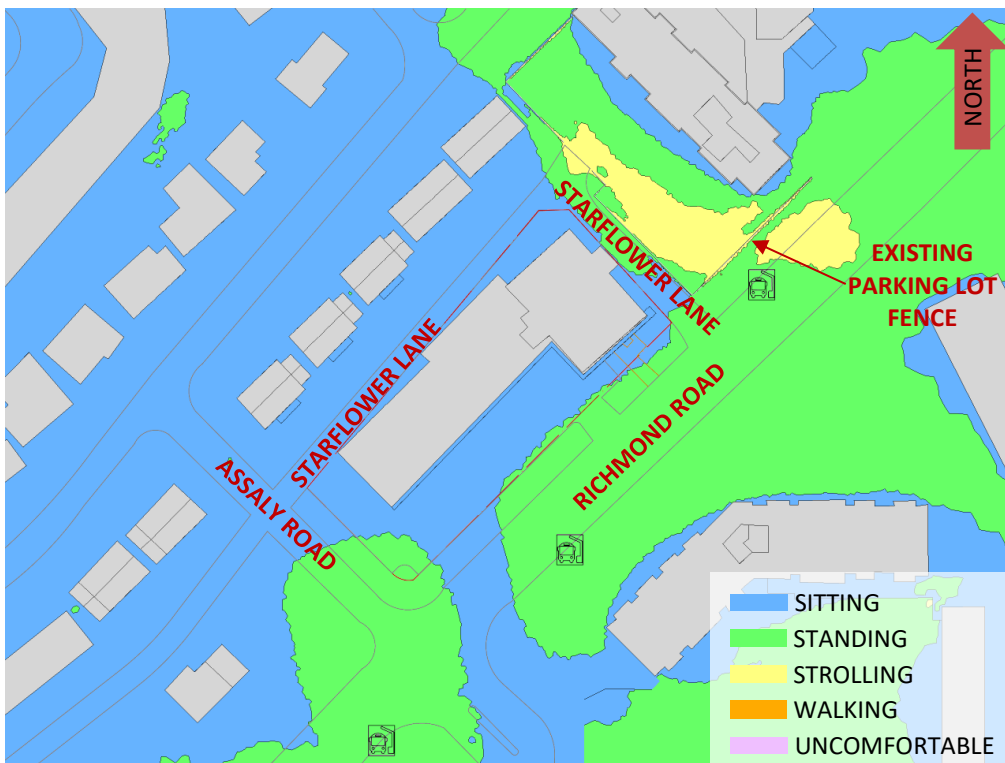 NORTH
STARFLOWER LANE
EXISTING
PARKING LOT
FENCE
STARFLOWER LANE
RICHMOND ROAD
ASSALY ROAD
SITTING
STANDING
STROLLING
WALKING
UNCOMFORTABLE